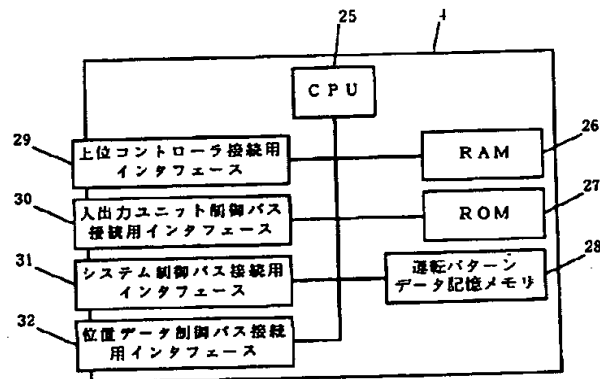 25
4
CPU
29
上位コントローラ接続用
インタフェース
RAM
26
30
入出力ユニット制御バス
接続用インタフェース
ROM
27
31
システム制御バス接続用
インタフェース
運転パターン
データ記憶メモリ
28
32
位置データ制御バス接続
用インタフェース